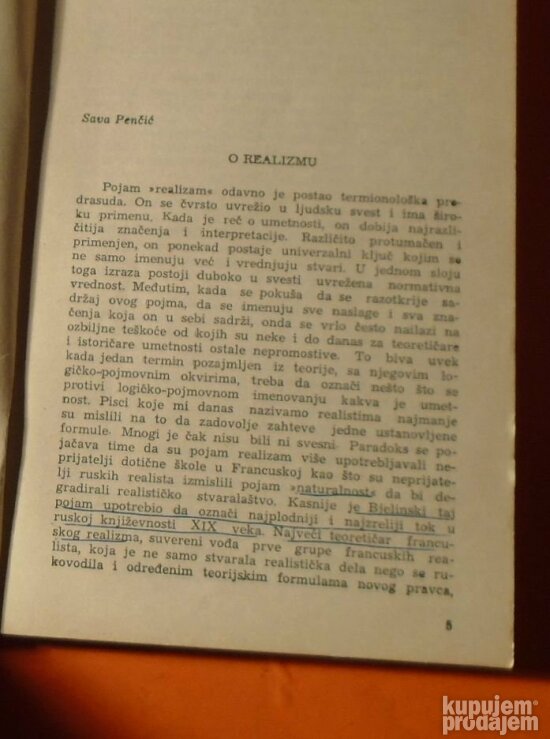 Sava Penčić
O REALIZMU
Pojam »realizam« odavno je postao termionološka pre-
drasuda. On se čvrsto uvrežio u ljudsku svest i ima širo-
ku primenu. Kada je reč o umetnosti, on dobija najrazli-
čitija značenja i interpretacije. Različito protumačen i
primenjen, on ponekad postaje univerzalni ključ kojim se
ne samo imenuju već i vrednjuju stvari. U jednom sloju
toga izraza postoji duboko u svesti uvrežena normativna
vrednost. Međutim, kada se pokuša da se razotkrije sa-
držaj ovog pojma, da se imenuju sve naslage i sva zna-
čenja koja on u sebi sadrži, onda se vrlo često nailazi na
ozbiljne teškoće od kojih su neke i do danas za teoretičare
i istoričare umetnosti ostale nepromostive. To biva uvek
kada jedan termin pozajmljen iz teorije, sa njegovim lo-
gičko-pojmovnim okvirima, treba da označi nešto što se
protivi logičko-pojmovnom imenovanju kakva je umet-
nost. Pisci koje mi danas nazivamo realistima najmanje
su mislili na to da zadovolje zahteve jedne ustanovljene
formule. Mnogi je čak nisu bili ni svesni. Paradoks se po-
jačava time da su pojam realizam više upotrebljavali ne-
prijatelji dotične škole u Francuskoj kao što su neprijate-
lji ruskih realista izmislili pojam »naturalnost« da bi de-
gradirali realističko stvaralaštvo. Kasnije je Bjelinski taj
pojam upotrebio da označi najplodniji i najzreliji tok u
ruskoj književnosti XIX veka. Najveći teoretičar francu-
skog realizma, suvereni vođa prve grupe francuskih rea-
lista, koja je ne samo stvarala realistička dela nego se ru-
kovodila i određenim teorijskim formulama novog pravca,
5
kupujem
prodajem